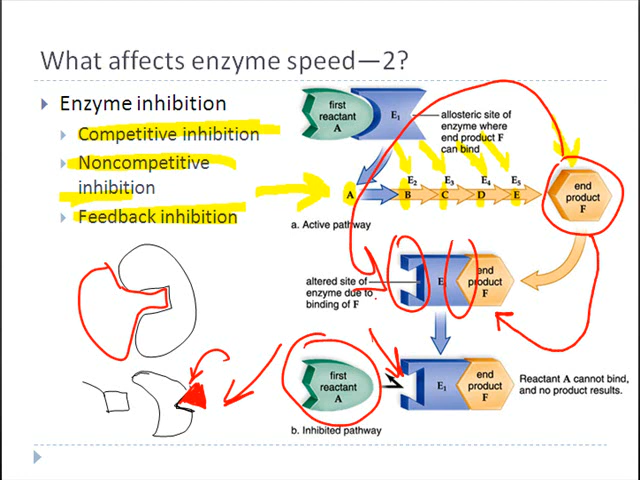 What affects enzyme speed—2?
Enzyme inhibition
Competitive inhibition
Noncompetitive
inhibition
Feedback inhibition
first
reactant
A
E1
allosteric site of
enzyme where
end product F
can bind
E2 E3 E4 E5
A B C D E
end
product
F
a. Active pathway
altered site of
enzyme due to
binding of F
E
end
product
F
first
reactant
A
E1
end
product
F
Reactant A cannot bind,
and no product results.
b. Inhibited pathway